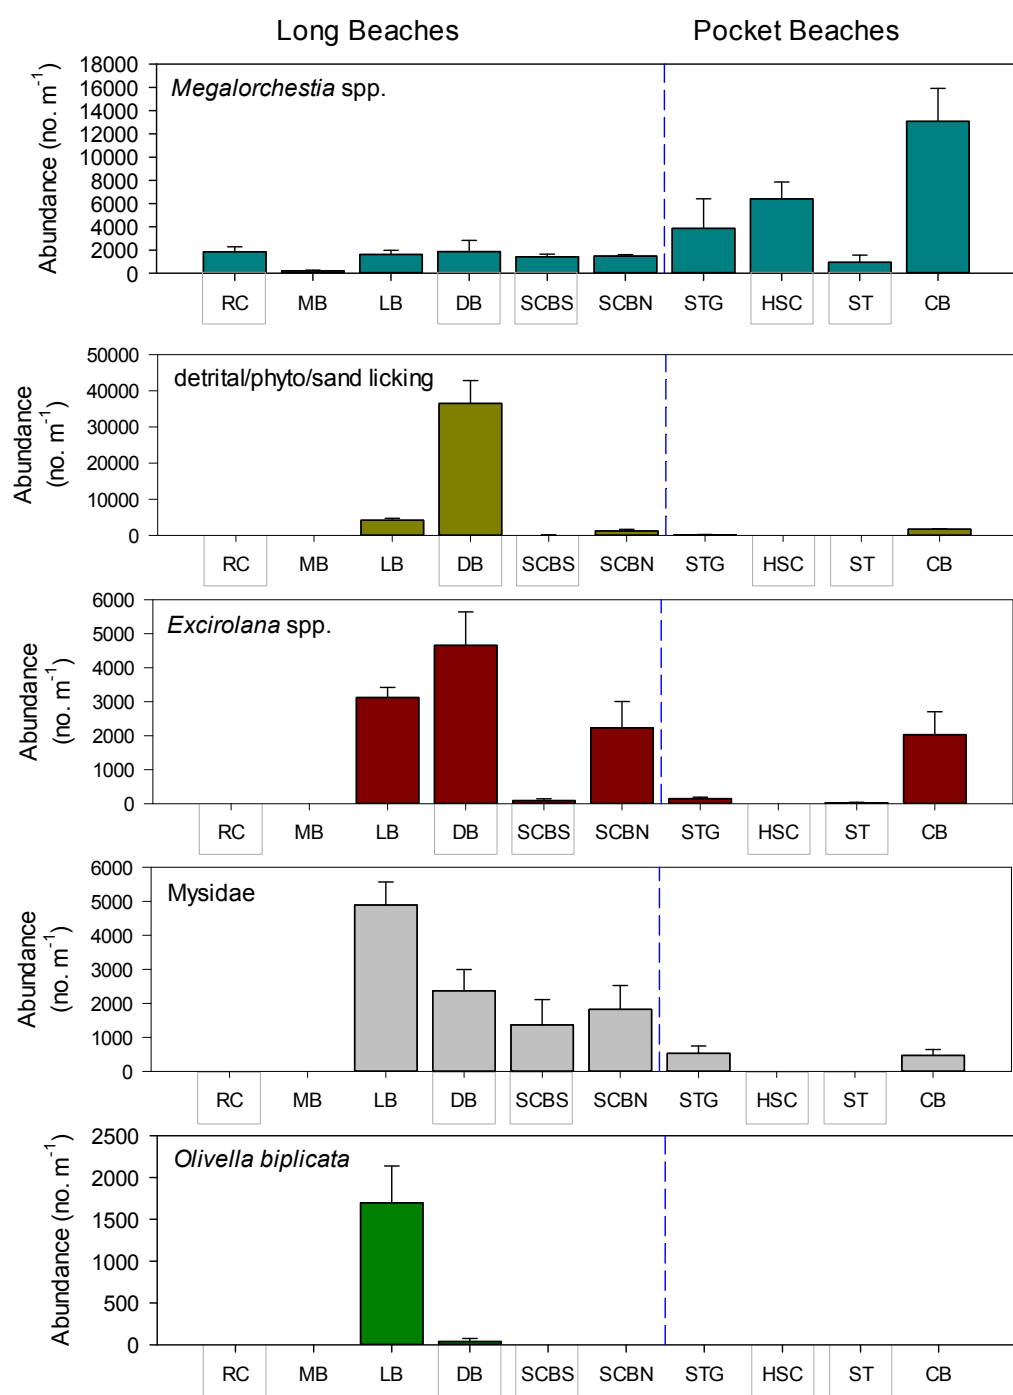 Long Beaches Pocket Beaches
Abundance (no. m-1)
18000
16000
14000
12000
10000
8000
6000
4000
2000
0
Megalorchestia spp.
RC MB LB DB SCBS SCBN STG HSC ST CB
Abundance
(no. m-1)
50000
40000
30000
20000
10000
0
detrital/phyto/sand licking
RC MB LB DB SCBS SCBN STG HSC ST CB
Abundance
(no. m-1)
6000
5000
4000
3000
2000
1000
0
Excirolana spp.
RC MB LB DB SCBS SCBN STG HSC ST CB
Abundance
(no. m-1)
6000
5000
4000
3000
2000
1000
0
Mysidae
RC MB LB DB SCBS SCBN STG HSC ST CB
Abundance (no. m-1)
2500
2000
1500
1000
500
0
Olivella biplicata
RC MB LB DB SCBS SCBN STG HSC ST CB